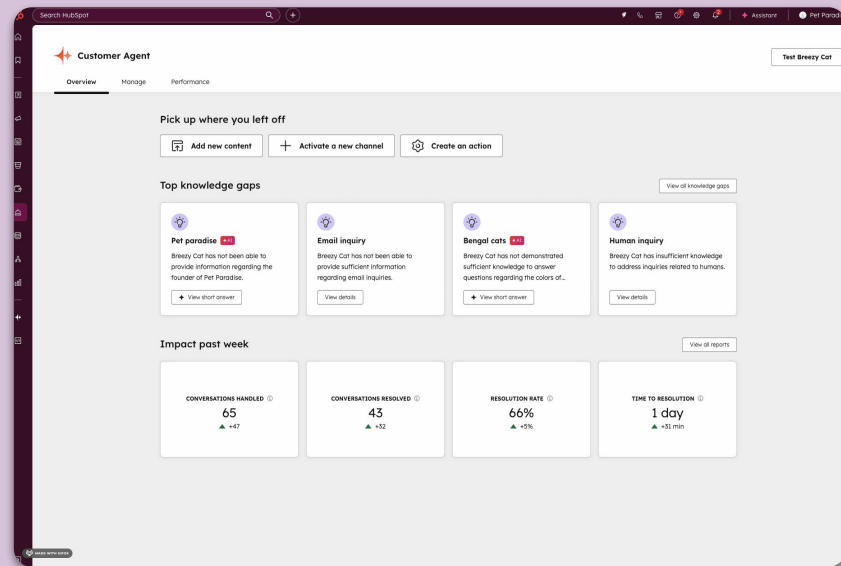 Search HubSpot
Assistant
Pet Paradi
Customer Agent
Test Breezy Cat
Overview
Manage
Performance
Pick up where you left off
Add new content
Activate a new channel
Create an action
Top knowledge gaps
View all knowledge gaps
Pet paradise AI
Breezy Cat has not been able to
provide information regarding the
founder of Pet Paradise.
View short answer
Email inquiry
Breezy Cat has not been able to
provide sufficient information
regarding email inquiries.
View details
Bengal cats AI
Breezy Cat has not demonstrated
sufficient knowledge to answer
questions regarding the colors of...
View short answer
Human inquiry
Breezy Cat has insufficient knowledge
to address inquiries related to humans.
View details
Impact past week
View all reports
CONVERSATIONS HANDLED
65
+47
CONVERSATIONS RESOLVED
43
+32
RESOLUTION RATE
66%
+5%
TIME TO RESOLUTION
1 day
+31 min
MADE WITH GIFOX